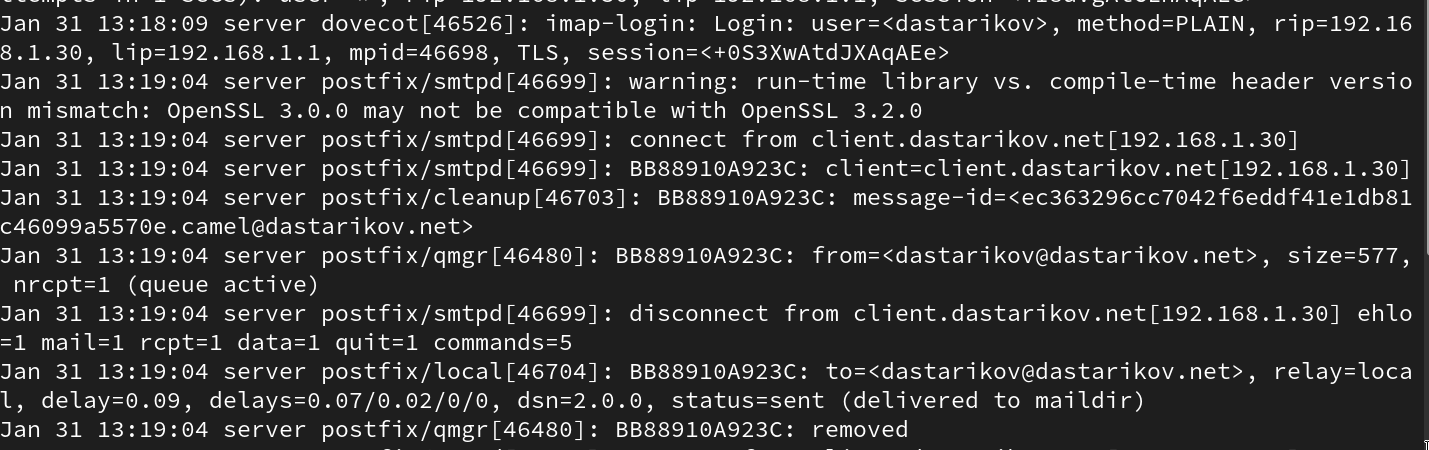 Jan 31 13:18:09 server dovecot[46526]: imap-login: Login: user=<dastarikov>, method=PLAIN, rip=192.16
8.1.30, lip=192.168.1.1, mpid=46698, TLS, session=<+0S3XwAtdJXAqAEe>
Jan 31 13:19:04 server postfix/smtpd[46699]: warning: run-time library vs. compile-time header versio
n mismatch: OpenSSL 3.0.0 may not be compatible with OpenSSL 3.2.0
Jan 31 13:19:04 server postfix/smtpd[46699]: connect from client.dastarikov.net[192.168.1.30]
Jan 31 13:19:04 server postfix/smtpd[46699]: BB88910A923C: client=client.dastarikov.net[192.168.1.30]
Jan 31 13:19:04 server postfix/cleanup[46703]: BB88910A923C: message-id=<ec363296cc7042f6eddf41e1db81
c46099a5570e.camel@dastarikov.net>
Jan 31 13:19:04 server postfix/qmgr[46480]: BB88910A923C: from=<dastarikov@dastarikov.net>, size=577,
 nrcpt=1 (queue active)
Jan 31 13:19:04 server postfix/smtpd[46699]: disconnect from client.dastarikov.net[192.168.1.30] ehlo
=1 mail=1 rcpt=1 data=1 quit=1 commands=5
Jan 31 13:19:04 server postfix/local[46704]: BB88910A923C: to=<dastarikov@dastarikov.net>, relay=loca
l, delay=0.09, delays=0.07/0.02/0/0, dsn=2.0.0, status=sent (delivered to maildir)
Jan 31 13:19:04 server postfix/qmgr[46480]: BB88910A923C: removed